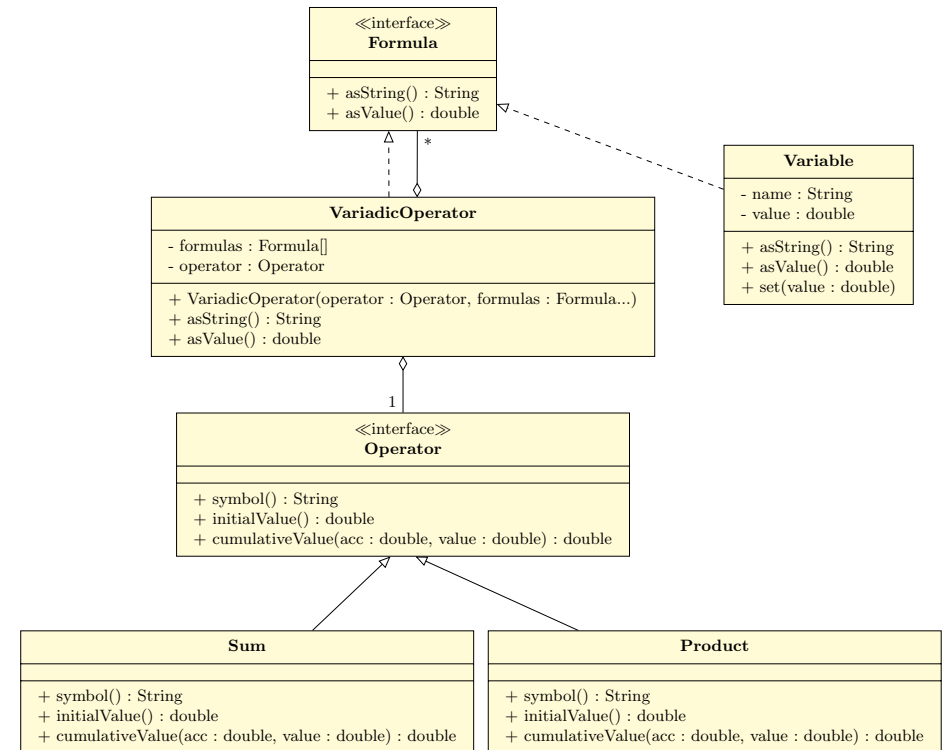 ≪interface≫
Formula
+ asString() : String
+ asValue() : double
*
Variable
- name : String
- value : double
+ asString() : String
+ asValue() : double
+ set(value : double)
VariadicOperator
- formulas : Formula[]
- operator : Operator
+ VariadicOperator(operator : Operator, formulas : Formula...)
+ asString() : String
+ asValue() : double
1
≪interface≫
Operator
+ symbol() : String
+ initialValue() : double
+ cumulativeValue(acc : double, value : double) : double
Sum
+ symbol() : String
+ initialValue() : double
+ cumulativeValue(acc : double, value : double) : double
Product
+ symbol() : String
+ initialValue() : double
+ cumulativeValue(acc : double, value : double) : double